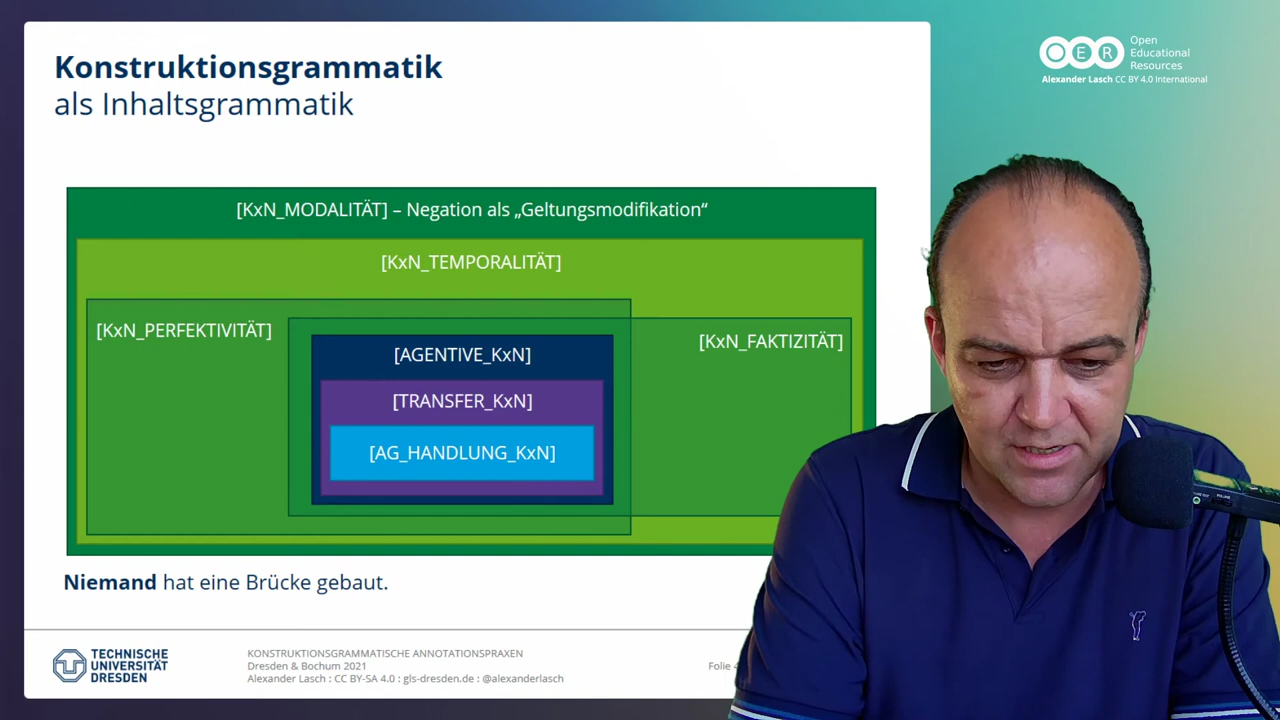 Konstruktionsgrammatik
als Inhaltsgrammatik
OER
Open
Educational
Resources
Alexander Lasch CC BY 4.0 International
[KxN_MODALITÄT] – Negation als „Geltungsmodifikation“
[KxN_TEMPORALITÄT]
[KxN_PERFEKTIVITÄT]
[KxN_FAKTIZITÄT]
[AGENTIVE_KxN]
[TRANSFER_KxN]
[AG_HANDLUNG_KxN]
Niemand hat eine Brücke gebaut.
TECHNISCHE
UNIVERSITÄT
DRESDEN
KONSTRUKTIONSGRAMMATISCHE ANNOTATIONSPRAXEN
Dresden & Bochum 2021
Alexander Lasch : CC BY-SA 4.0 : gls-dresden.de : @alexanderlasch
Folie